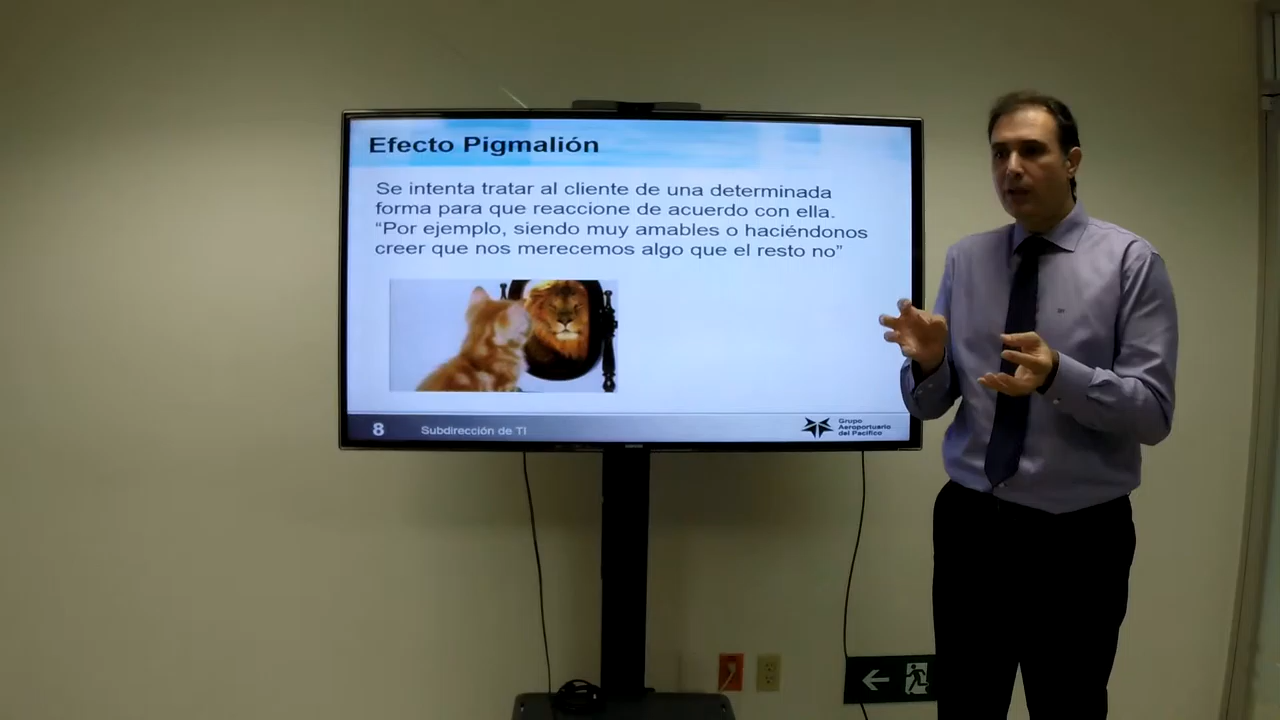 Efecto Pigmalión
Se intenta tratar al cliente de una determinada
forma para que reaccione de acuerdo con ella.
“Por ejemplo, siendo muy amables o haciéndonos
creer que nos merecemos algo que el resto no”
8
Subdirección de TI
Grupo
Aeroportuario
del Pacífico